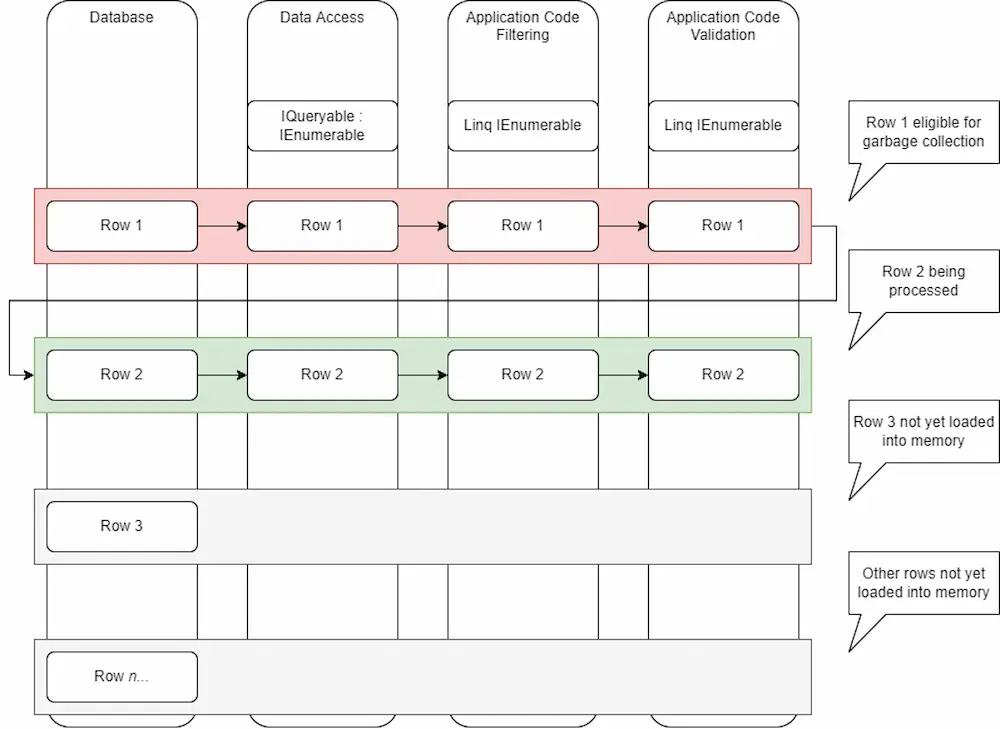 Database
Data Access
Application Code
Filtering
Application Code
Validation
IQueryable :
IEnumerable
Linq IEnumerable
Linq IEnumerable
Row 1 eligible for
garbage collection
Row 1
Row 1
Row 1
Row 1
Row 2 being
processed
Row 2
Row 2
Row 2
Row 2
Row 3 not yet loaded
into memory
Row 3
Other rows not yet
loaded into memory
Row n...